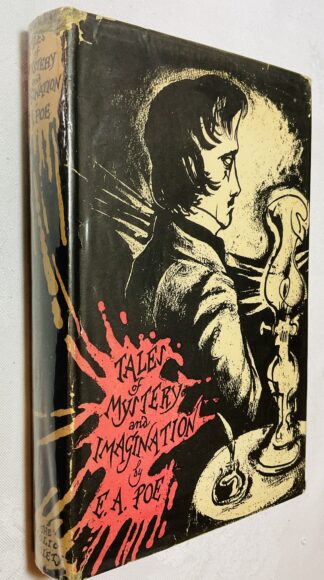 TALES
of
MYSTERY
and
IMAGINATION
E. A. POE
TALES
of
MYSTERY
and
IMAGINATION
by
E. A. POE